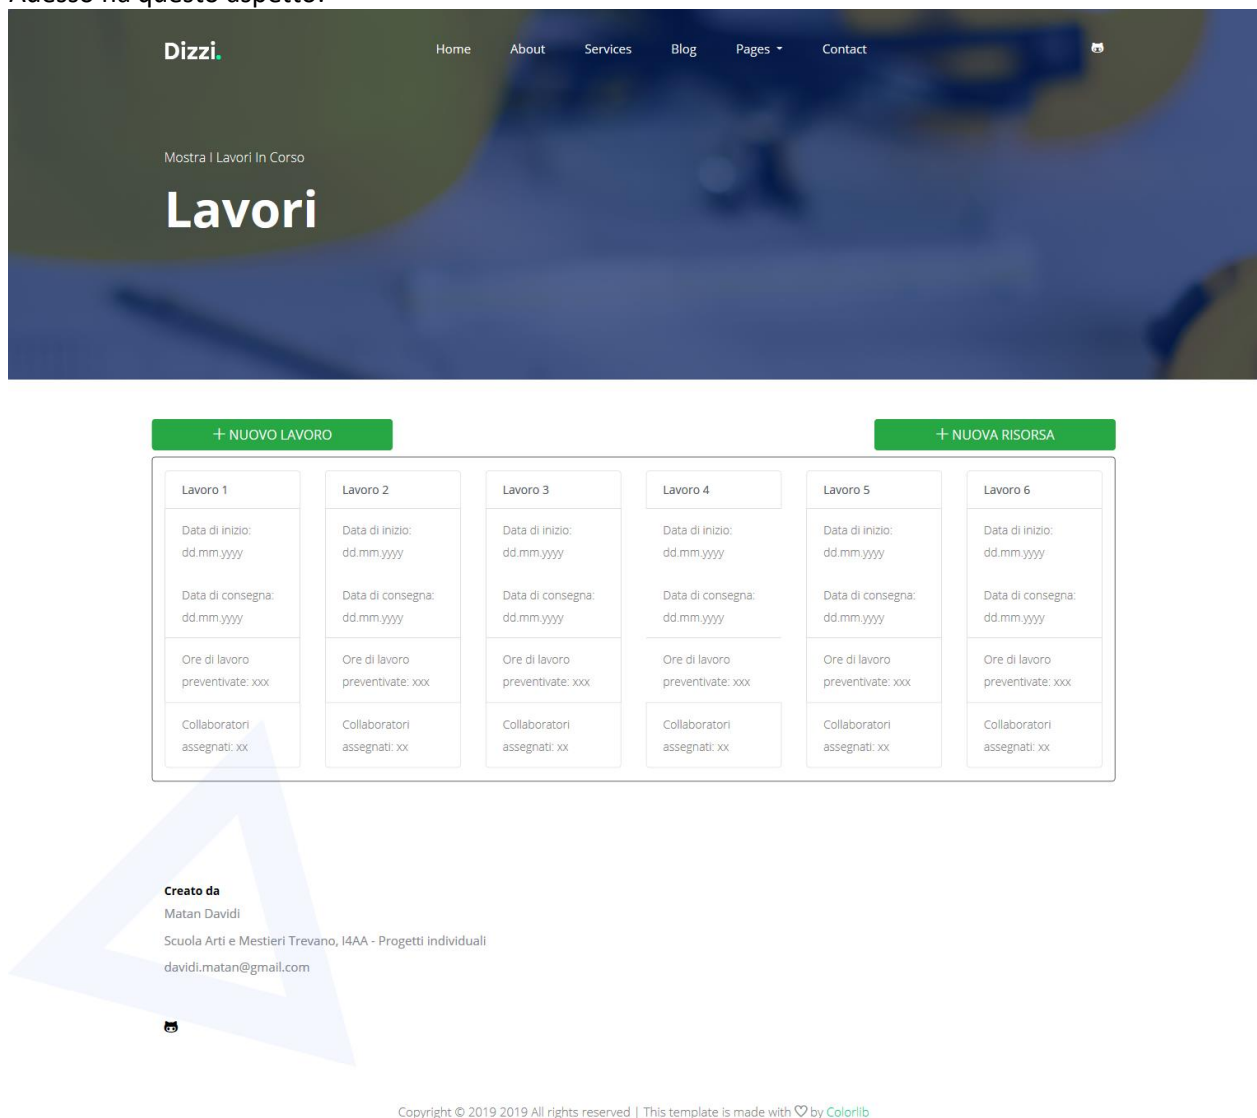 Adesso ha questo aspetto:
Dizzi.
Home About Services Blog Pages Contact
Mostra I Lavori In Corso
Lavori
+ NUOVO LAVORO + NUOVA RISORSA
Lavoro 1 Lavoro 2 Lavoro 3 Lavoro 4 Lavoro 5 Lavoro 6
Data di inizio: Data di inizio: Data di inizio: Data di inizio: Data di inizio: Data di inizio:
dd.mm.yyyy dd.mm.yyyy dd.mm.yyyy dd.mm.yyyy dd.mm.yyyy dd.mm.yyyy
Data di consegna: Data di consegna: Data di consegna: Data di consegna: Data di consegna: Data di consegna:
dd.mm.yyyy dd.mm.yyyy dd.mm.yyyy dd.mm.yyyy dd.mm.yyyy dd.mm.yyyy
Ore di lavoro Ore di lavoro Ore di lavoro Ore di lavoro Ore di lavoro Ore di lavoro
preventivate: xxx preventivate: xxx preventivate: xxx preventivate: xxx preventivate: xxx preventivate: xxx
Collaboratori Collaboratori Collaboratori Collaboratori Collaboratori Collaboratori
assegnati: xx assegnati: xx assegnati: xx assegnati: xx assegnati: xx assegnati: xx
Creato da
Matan Davidi
Scuola Arti e Mestieri Trevano, I4AA - Progetti individuali
davidi.matan@gmail.com
Copyright © 2019 2019 All rights reserved | This template is made with ♡ by Colorlib